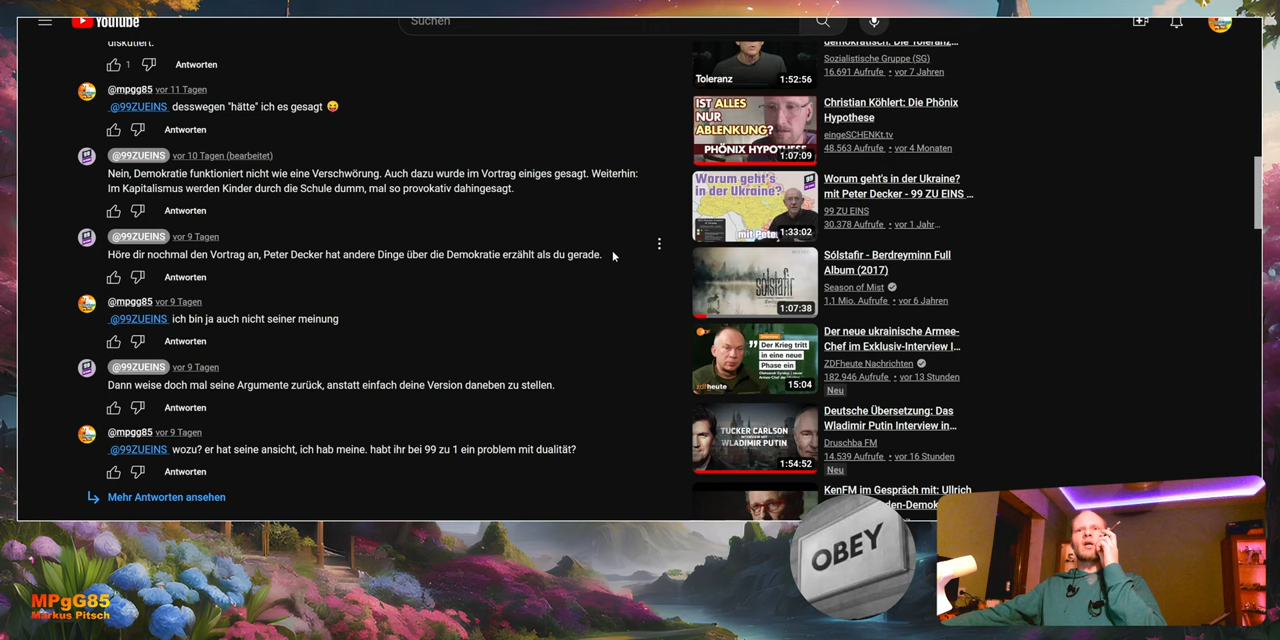 YouTube
Suchen
diskutiert.
1 Antworten
@mpgg85 vor 11 Tagen
@99ZUEINS desswegen "hätte" ich es gesagt 😝
Antworten
@99ZUEINS vor 10 Tagen (bearbeitet)
Nein, Demokratie funktioniert nicht wie eine Verschwörung. Auch dazu wurde im Vortrag einiges gesagt. Weiterhin:
Im Kapitalismus werden Kinder durch die Schule dumm, mal so provokativ dahingesagt.
Antworten
@99ZUEINS vor 9 Tagen
Höre dir nochmal den Vortrag an, Peter Decker hat andere Dinge über die Demokratie erzählt als du gerade.
Antworten
@mpgg85 vor 9 Tagen
@99ZUEINS ich bin ja auch nicht seiner meinung
Antworten
@99ZUEINS vor 9 Tagen
Dann weise doch mal seine Argumente zurück, anstatt einfach deine Version daneben zu stellen.
Antworten
@mpgg85 vor 9 Tagen
@99ZUEINS wozu? er hat seine ansicht, ich hab meine. habt ihr bei 99 zu 1 ein problem mit dualität?
Antworten
Mehr Antworten ansehen
Toleranz
1:52:56
demokratisch. Die Toleranz...
Sozialistische Gruppe (SG)
16.691 Aufrufe • vor 7 Jahren
IST ALLES
NUR
ABLENKUNG?
PHÖNIX HYPOTHESE
1:07:09
Christian Köhlert: Die Phönix
Hypothese
eingeSCHENKt.tv
48.563 Aufrufe • vor 4 Monaten
Worum geht's
in der Ukraine?
mit Peter
1:33:02
Worum geht's in der Ukraine?
mit Peter Decker - 99 ZU EINS ...
99 ZU EINS
30.378 Aufrufe • vor 1 Jahr...
sólstafir
1:07:38
Sólstafir - Berdreyminn Full
Album (2017)
Season of Mist
1,1 Mio. Aufrufe • vor 6 Jahren
ZDF
Der Krieg tritt
in eine neue
Phase ein
heute
15:04
Der neue ukrainische Armee-
Chef im Exklusiv-Interview I...
ZDFheute Nachrichten
182.946 Aufrufe • vor 13 Stunden
Neu
TUCKER CARLSON
INTERVIEW MIT
WLADIMIR PUTIN
1:54:52
Deutsche Übersetzung: Das
Wladimir Putin Interview in...
Druschba FM
14.539 Aufrufe • vor 16 Stunden
Neu
KenFM im Gespräch mit: Ullrich
OBEY
MPgG85
Markus Pitsch